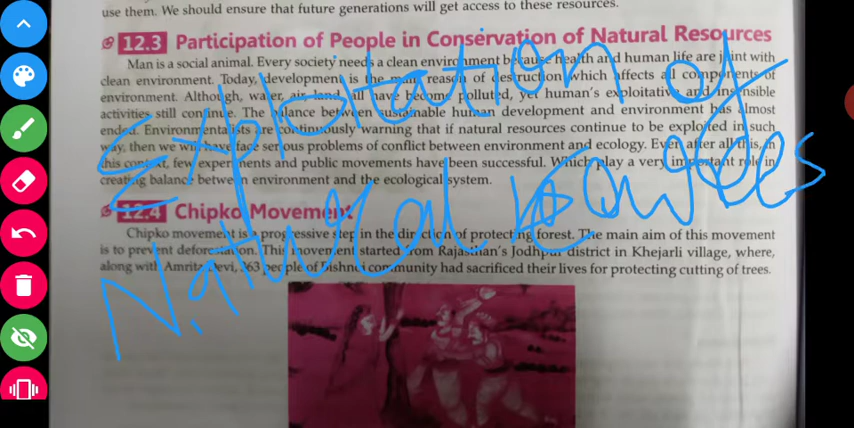 use them. We should ensure that future generations will get access to these resources.
12.3 Participation of People in Conservation of Natural Resources
Man is a social animal. Every society needs a clean environment because health and human life are joint with
clean environment. Today, development is the main reason of destruction which affects all components of
environment. Although, water, air, land, all have become polluted, yet human's exploitative and insensible
activities still continue. The balance between sustainable human development and environment has almost
ended. Environmentalists are continuously warning that if natural resources continue to be exploited in such
way, then we will have face serious problems of conflict between environment and ecology. Even after all this, in
this context, few experiments and public movements have been successful. Which play a very important role in
creating balance between environment and the ecological system.
12.4 Chipko Movement
Chipko movement is a progressive step in the direction of protecting forest. The main aim of this movement
is to prevent deforestation. This movement started from Rajasthan's Jodhpur district in Khejarli village, where,
along with Amrita Devi, 363 people of Bishnui community had sacrificed their lives for protecting cutting of trees.
Exploitation of
Natural